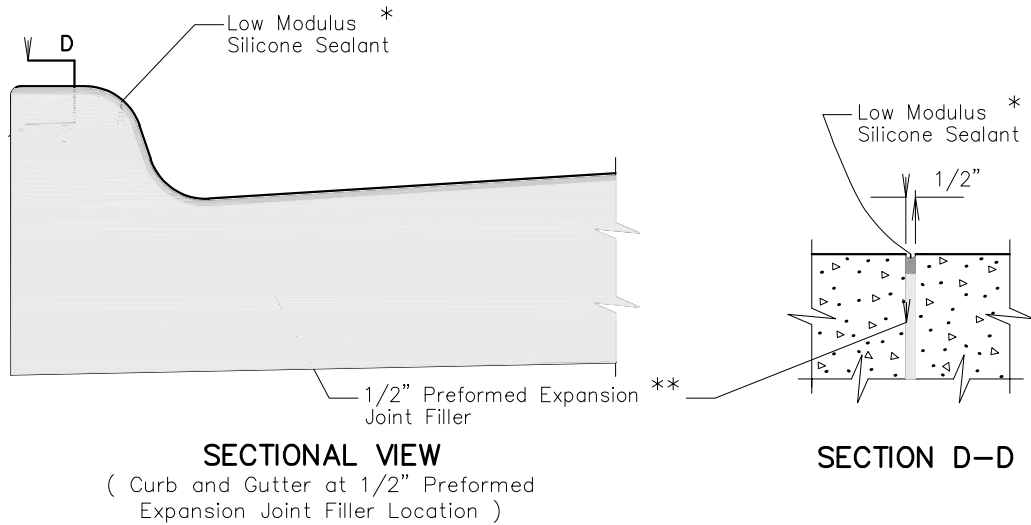 Low Modulus *
Silicone Sealant
D
Low Modulus *
Silicone Sealant
1/2"
1/2" Preformed Expansion **
Joint Filler
SECTIONAL VIEW
( Curb and Gutter at 1/2" Preformed
Expansion Joint Filler Location )
SECTION D-D